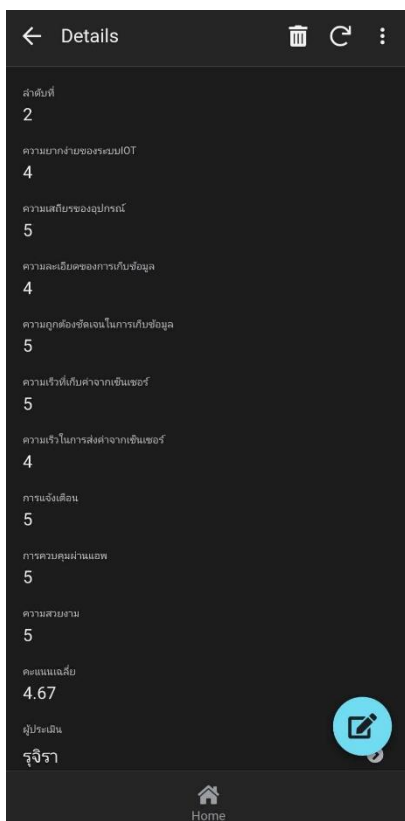 Details
ลำดับที่
2
ความยากง่ายของระบบIOT
4
ความเสถียรของอุปกรณ์
5
ความละเอียดของการเก็บข้อมูล
4
ความถูกต้องชัดเจนในการเก็บข้อมูล
5
ความเร็วที่เก็บค่าจากเซ็นเซอร์
5
ความเร็วในการส่งค่าจากเซ็นเซอร์
4
การแจ้งเตือน
5
การควบคุมผ่านแอพ
5
ความสวยงาม
5
คะแนนเฉลี่ย
4.67
ผู้ประเมิน
รุจิรา
Home